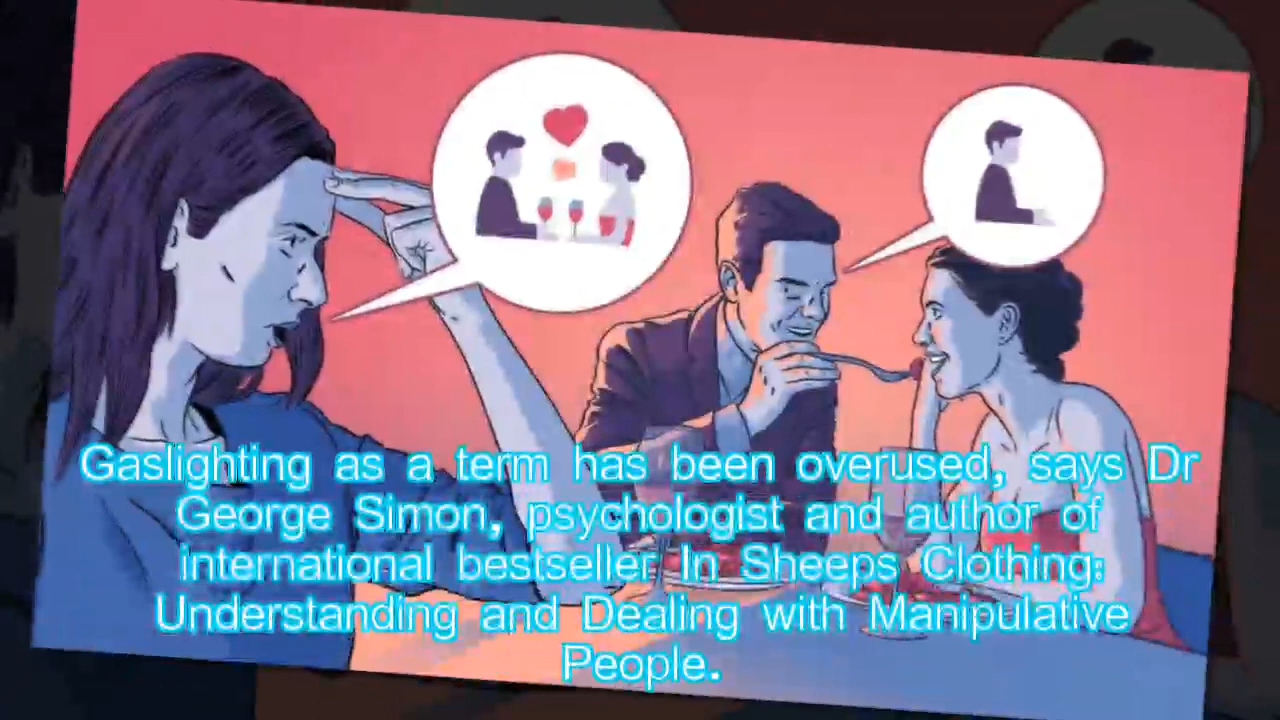 Gaslighting as a term has been overused, says Dr
George Simon, psychologist and author of
international bestseller In Sheeps Clothing:
Understanding and Dealing with Manipulative
People.